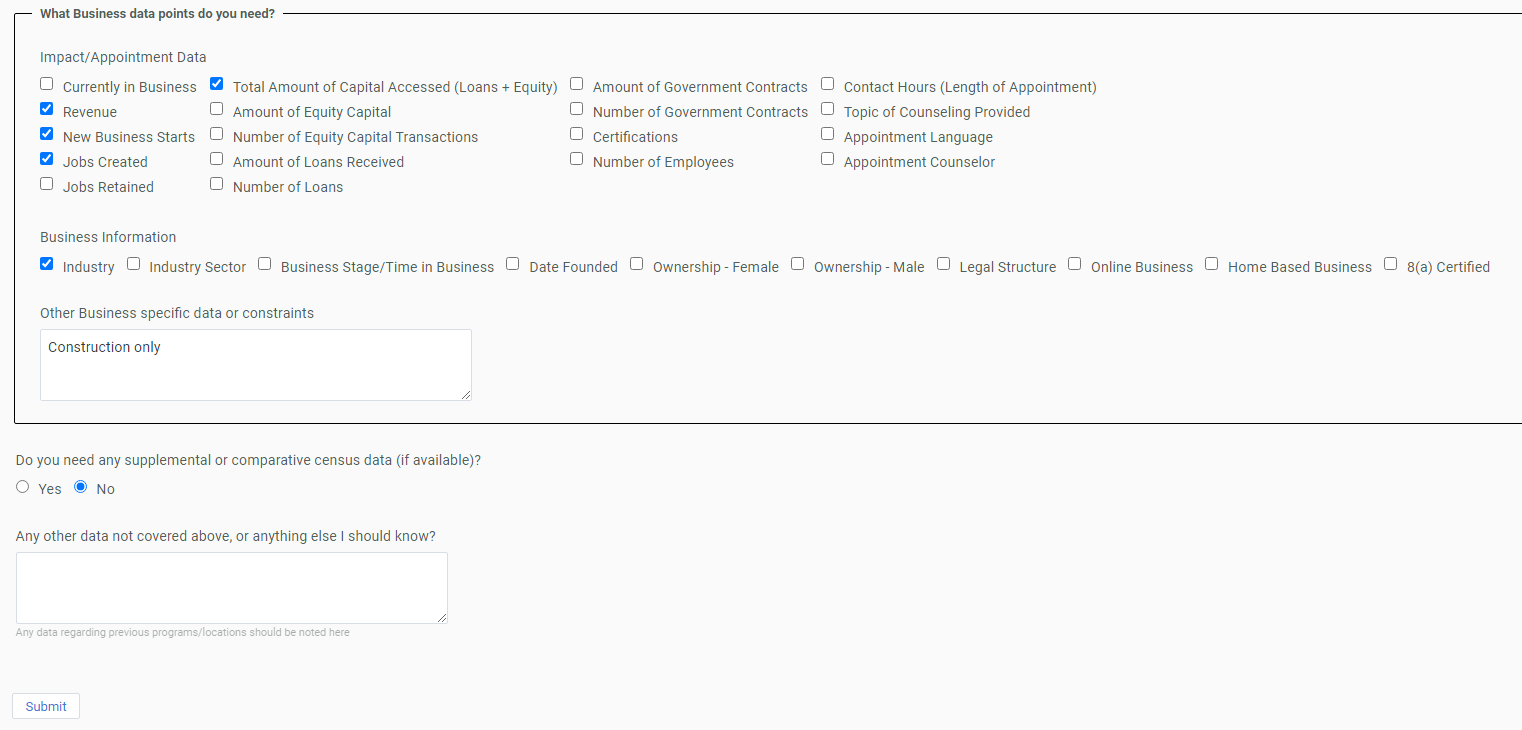 What Business data points do you need?
Impact/Appointment Data
Currently in Business Total Amount of Capital Accessed (Loans + Equity) Amount of Government Contracts Contact Hours (Length of Appointment)
Revenue Amount of Equity Capital Number of Government Contracts Topic of Counseling Provided
New Business Starts Number of Equity Capital Transactions Certifications Appointment Language
Jobs Created Amount of Loans Received Number of Employees Appointment Counselor
Jobs Retained Number of Loans
Business Information
Industry Industry Sector Business Stage/Time in Business Date Founded Ownership - Female Ownership - Male Legal Structure Online Business Home Based Business 8(a) Certified
Other Business specific data or constraints
Construction only
Do you need any supplemental or comparative census data (if available)?
Yes No
Any other data not covered above, or anything else I should know?
Any data regarding previous programs/locations should be noted here
Submit